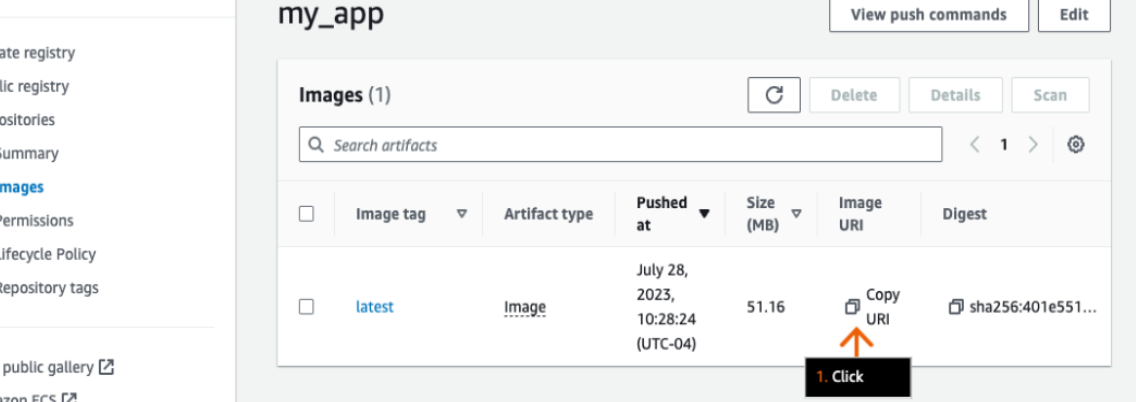 my_app
View push commands
Edit
ate registry
lic registry
ositories
Summary
mages
Permissions
Lifecycle Policy
Repository tags
public gallery
azon ECS
Images (1)
Delete
Details
Scan
Search artifacts
1
Image tag
Artifact type
Pushed
at
Size
(MB)
Image
URI
Digest
latest
Image
July 28,
2023,
10:28:24
(UTC-04)
51.16
Copy
URI
sha256:401e551...
1. Click